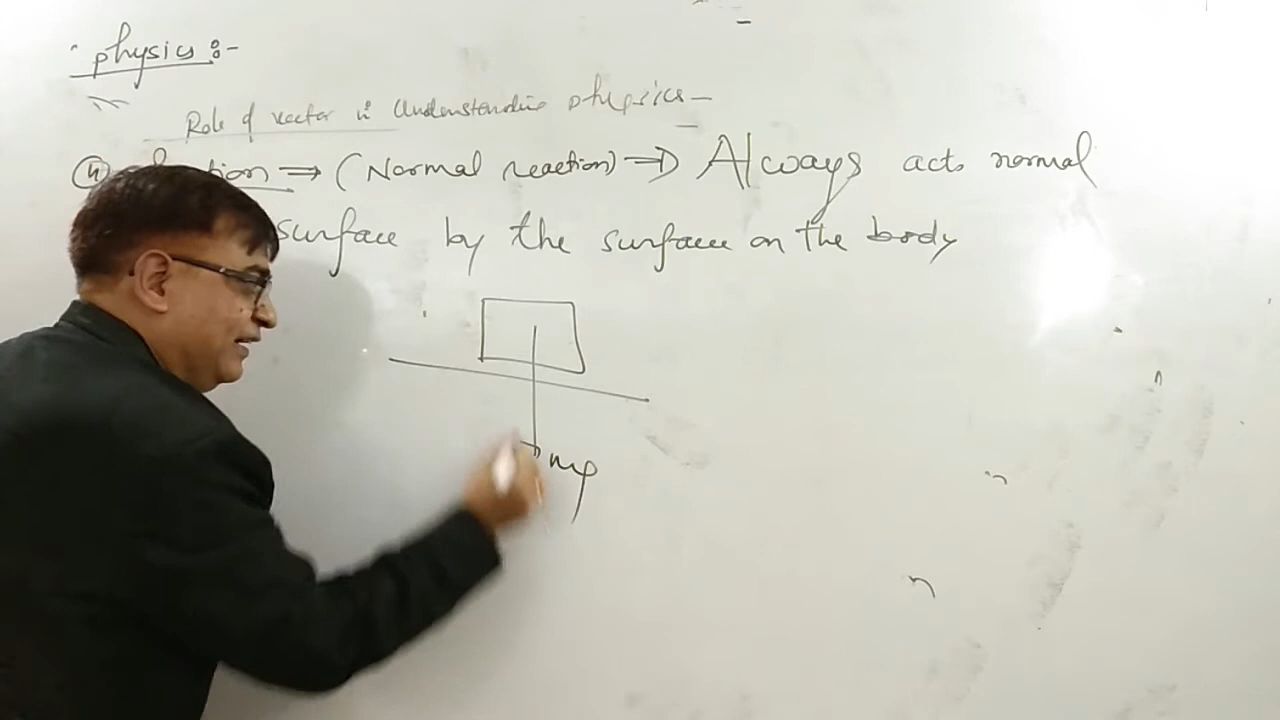 physics :-
Role of vector in Understanding physics -
(4) ⇒ (Normal reaction) ⇒ Always acts normal
surface by the surface on the body
mg